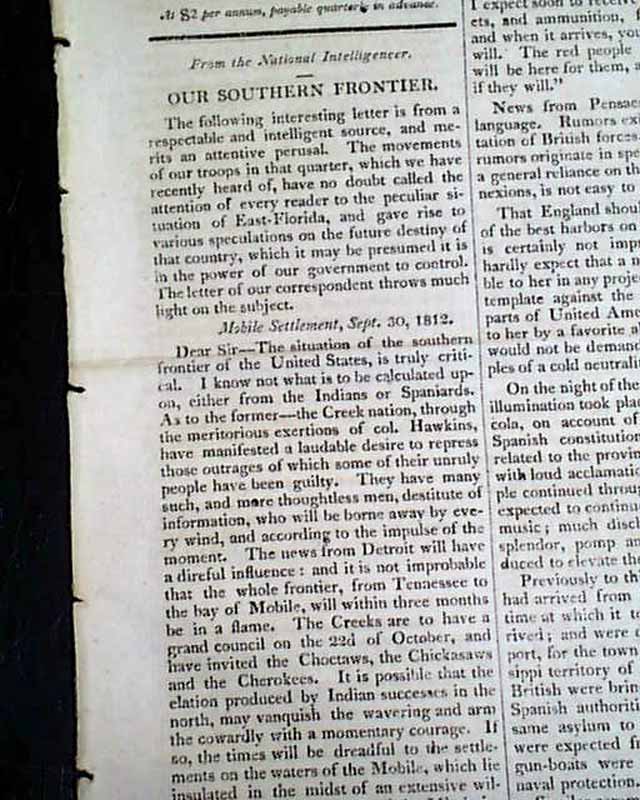 At $2 per annum, payable quarterly in advance.
From the National Intelligencer.
OUR SOUTHERN FRONTIER.
The following interesting letter is from a
respectable and intelligent source, and me-
rits an attentive perusal. The movements
of our troops in that quarter, which we have
recently heard of, have no doubt called the
attention of every reader to the peculiar si-
tuation of East-Florida, and gave rise to
various speculations on the future destiny of
that country, which it may be presumed it is
in the power of our government to control.
The letter of our correspondent throws much
light on the subject.
Mobile Settlement, Sept. 30, 1812.
Dear Sir—The situation of the southern
frontier of the United States, is truly criti-
cal. I know not what is to be calculated up-
on, either from the Indians or Spaniards.
As to the former—the Creek nation, through
the meritorious exertions of col. Hawkins,
have manifested a laudable desire to repress
those outrages of which some of their unruly
people have been guilty. They have many
such, and more thoughtless men, destitute of
information, who will be borne away by eve-
ry wind, and according to the impulse of the
moment. The news from Detroit will have
a direful influence: and it is not improbable
that the whole frontier, from Tennessee to
the bay of Mobile, will within three months
be in a flame. The Creeks are to have a
grand council on the 22d of October, and
have invited the Choctaws, the Chickasaws
and the Cherokees. It is possible that the
elation produced by Indian successes in the
north, may vanquish the wavering and arm
the cowardly with a momentary courage. If
so, the times will be dreadful to the settle-
ments on the waters of the Mobile, which lie
insulated in the midst of an extensive wil-
I expect soon to receive
ets, and ammunition,
and when it arrives, you
will. The red people
will be here for them, a
if they will."
News from Pensac
language. Rumors exi
tation of British forces.
rumors originate in spe
a general reliance on th
nexions, is not easy to
That England shou
of the best harbors on
is certainly not imp
hardly expect that a n
ble to her in any proje
template against the
parts of United Ame
to her by a favorite a
would not be demand
ples of a cold neutrali
On the night of the
illumination took plac
cola, on account of
Spanish constitution
related to the provin
with loud acclamatio
ple continued throu
expected to continu
music; much discl
splendor, pomp an
duced to elevate the
Previously to th
had arrived from
time at which it t
rived; and were
port, for the town
sippi territory of
British were brin
Spanish authoriti
same asylum to
were expected fr
gun-boats were
naval protection.